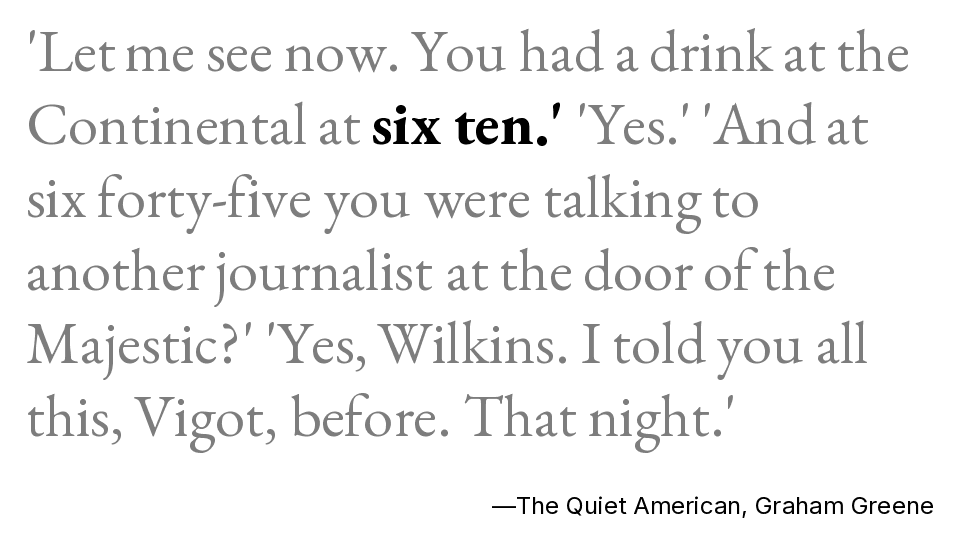 'Let me see now. You had a drink at the
Continental at six ten.' 'Yes.' 'And at
six forty-five you were talking to
another journalist at the door of the
Majestic?' 'Yes, Wilkins. I told you all
this, Vigot, before. That night.'
—The Quiet American, Graham Greene